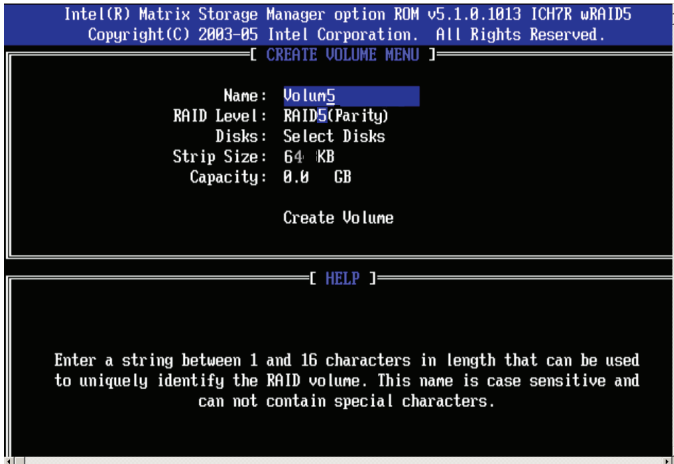 Intel(R) Matrix Storage Manager option ROM v5.1.0.1013 ICH7R wRAID5
Copyright(C) 2003-05 Intel Corporation. All Rights Reserved.
[ CREATE VOLUME MENU ]
Name: Volum5
RAID Level: RAID5(Parity)
Disks: Select Disks
Strip Size: 64 KB
Capacity: 0.0 GB
Create Volume
[ HELP ]
Enter a string between 1 and 16 characters in length that can be used
to uniquely identify the RAID volume. This name is case sensitive and
can not contain special characters.